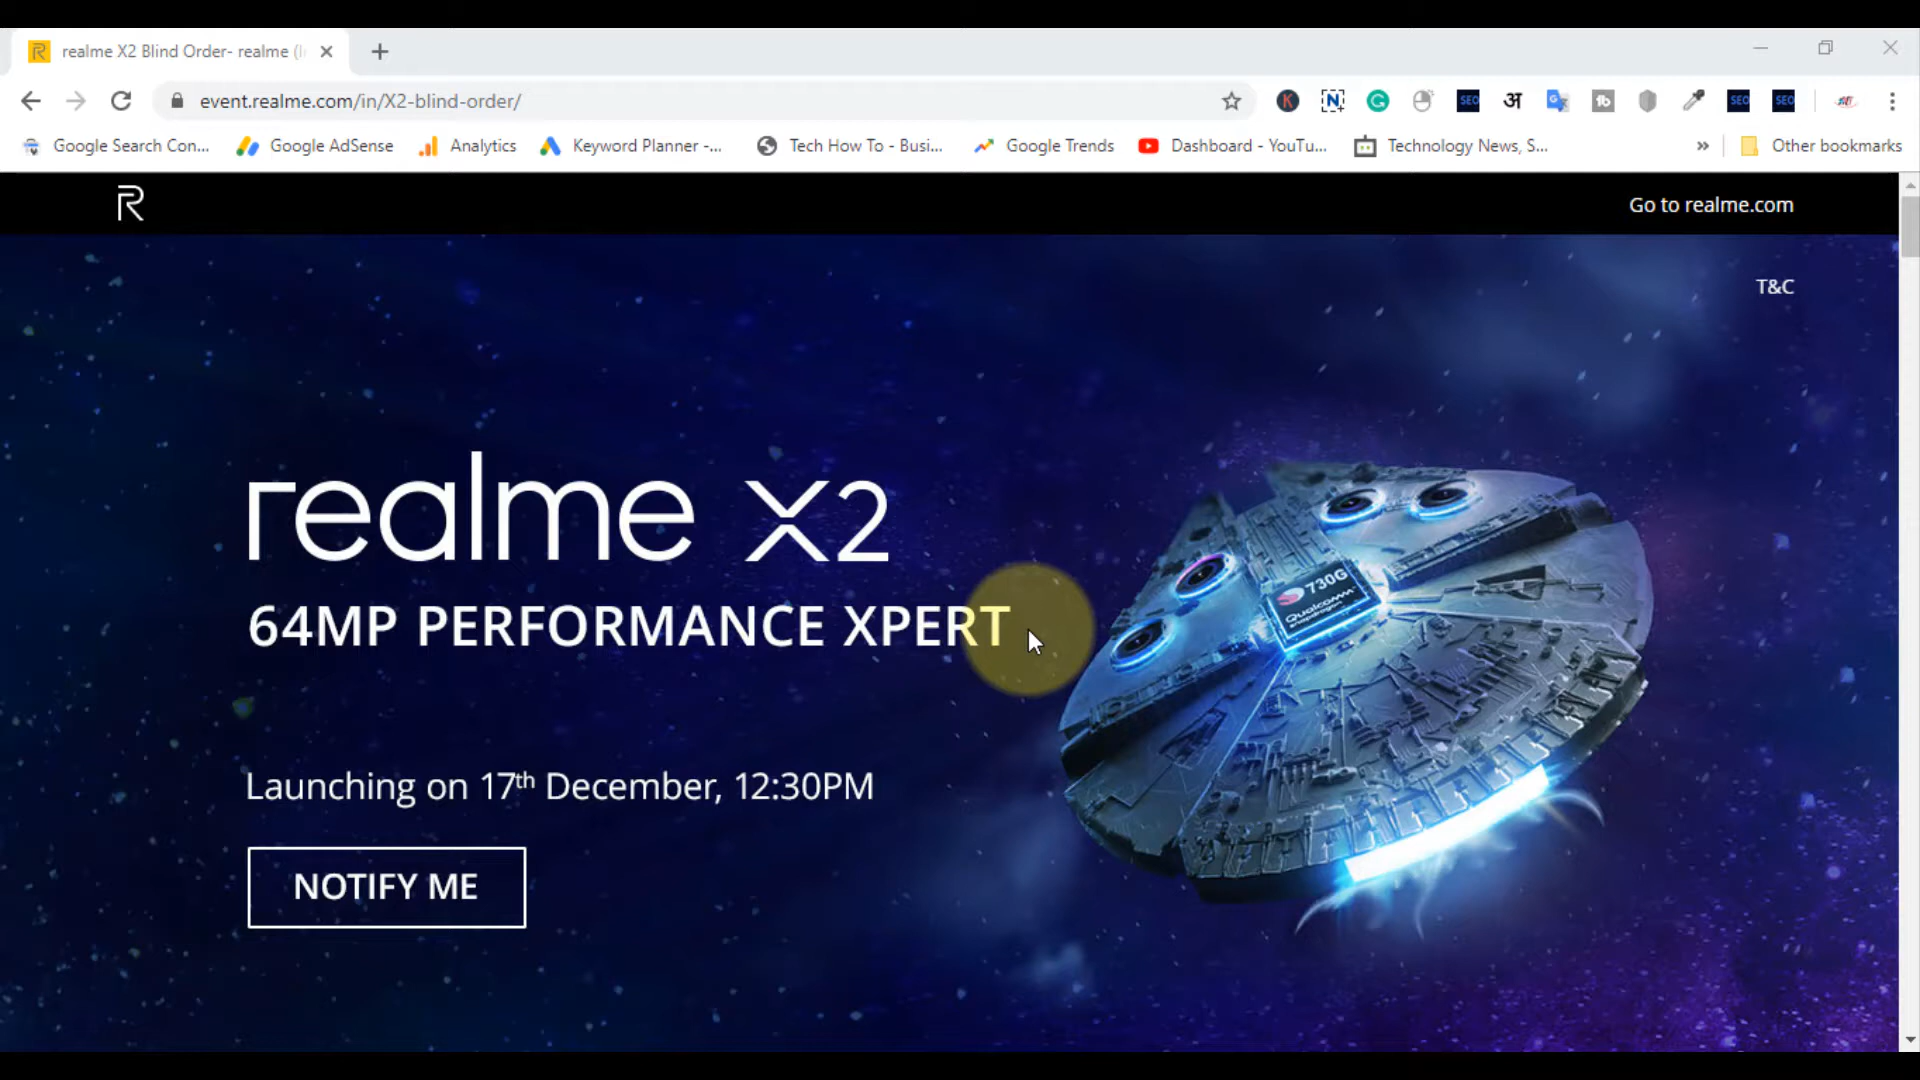 realme X2 Blind Order- realme (I
event.realme.com/in/X2-blind-order/
Google Search Con...
Google AdSense
Analytics
Keyword Planner -...
Tech How To - Busi...
Google Trends
Dashboard - YouTu...
Technology News, S...
Other bookmarks
Go to realme.com
T&C
realme X2
64MP PERFORMANCE XPERT
730G
Qualcomm
snapdragon
Launching on 17th December, 12:30PM
NOTIFY ME